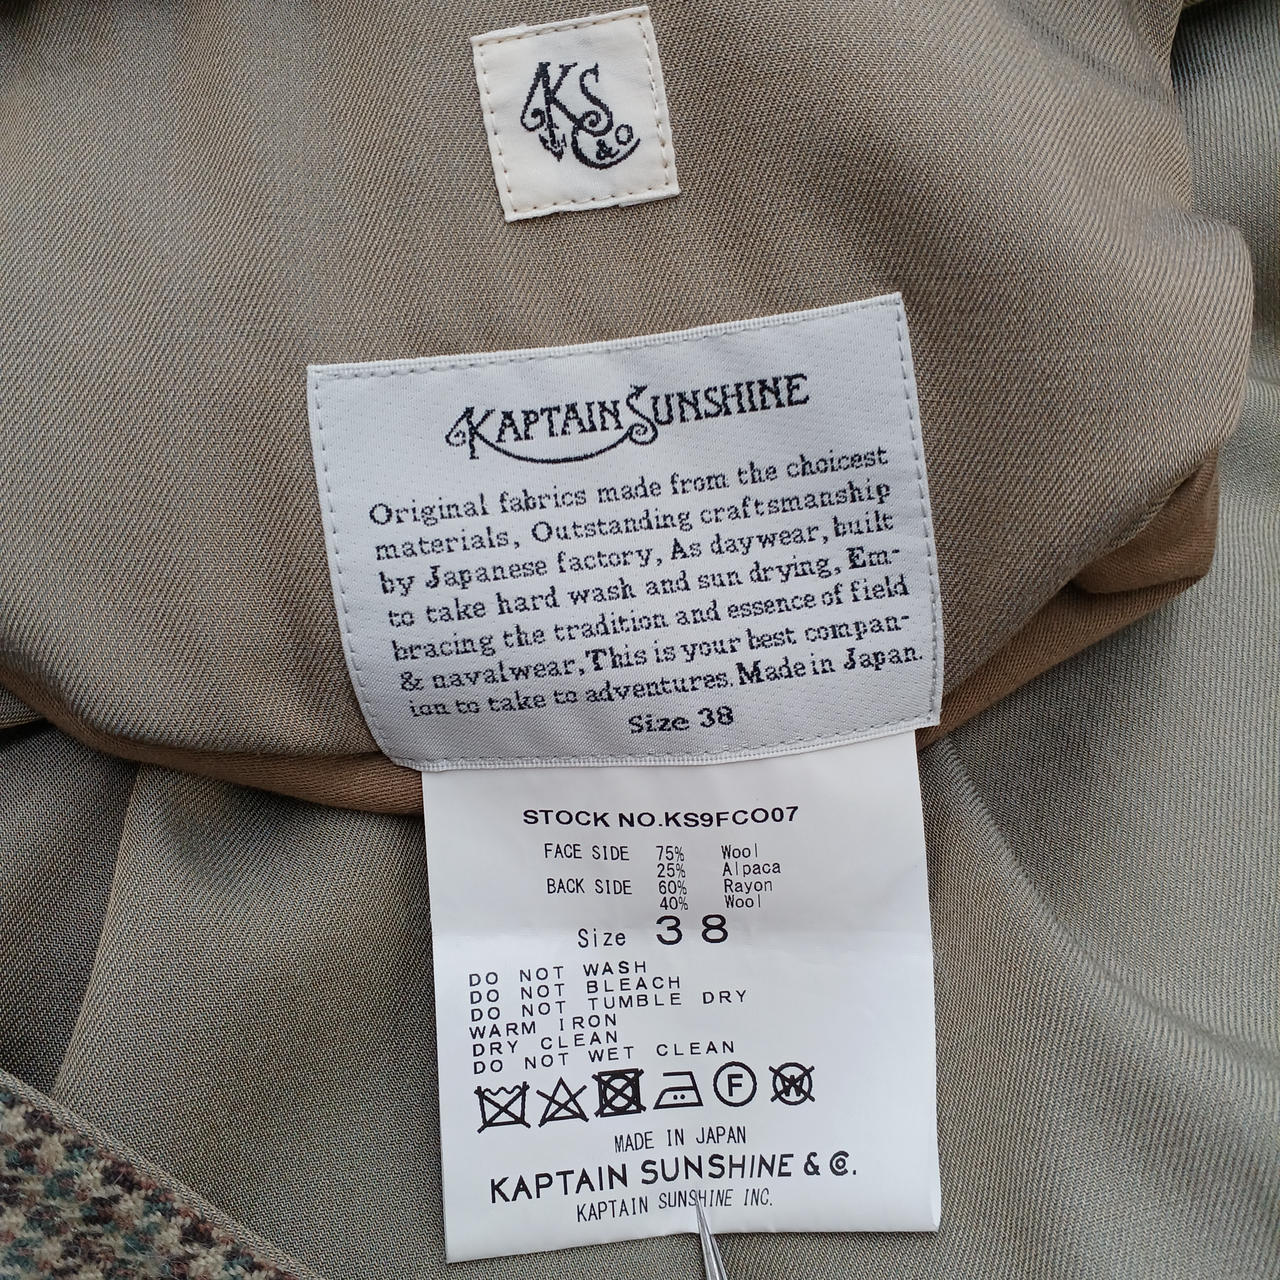 KS
& Co
KAPTAIN SUNSHINE
Original fabrics made from the choicest
materials, Outstanding craftsmanship
by Japanese factory, As daywear, built
to take hard wash and sun drying, Em-
bracing the tradition and essence of field
& navalwear, This is your best compan-
ion to take to adventures. Made in Japan.
Size 38
STOCK NO.KS9FCO07
FACE SIDE 75% Wool
25% Alpaca
BACK SIDE 60% Rayon
40% Wool
Size 38
DO NOT WASH
DO NOT BLEACH
DO NOT TUMBLE DRY
WARM IRON
DRY CLEAN
DO NOT WET CLEAN
F W
MADE IN JAPAN
KAPTAIN SUNSHINE & Co.
KAPTAIN SUNSHINE INC.